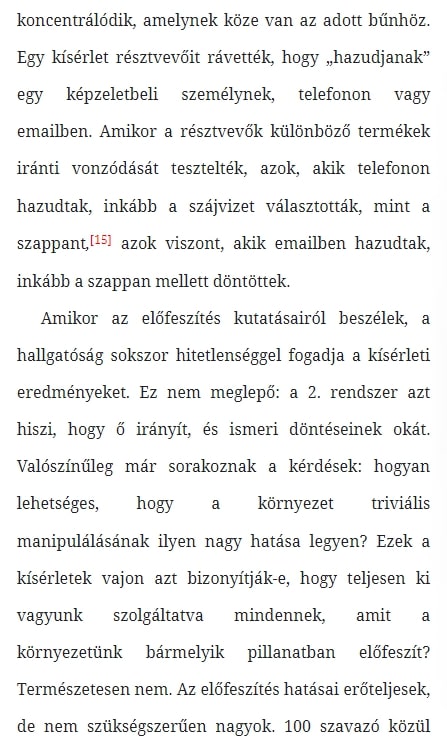 koncentrálódik, amelynek köze van az adott bűnhöz.
Egy kísérlet résztvevőit rávették, hogy „hazudjanak”
egy képzeletbeli személynek, telefonon vagy
emailben. Amikor a résztvevők különböző termékek
iránti vonzódását tesztelték, azok, akik telefonon
hazudtak, inkább a szájvizet választották, mint a
szappant,[15] azok viszont, akik emailben hazudtak,
inkább a szappan mellett döntöttek.
Amikor az előfeszítés kutatásairól beszélek, a
hallgatóság sokszor hitetlenséggel fogadja a kísérleti
eredményeket. Ez nem meglepő: a 2. rendszer azt
hiszi, hogy ő irányít, és ismeri döntéseinek okát.
Valószínűleg már sorakoznak a kérdések: hogyan
lehetséges, hogy a környezet triviális
manipulálásának ilyen nagy hatása legyen? Ezek a
kísérletek vajon azt bizonyítják-e, hogy teljesen ki
vagyunk szolgáltatva mindennek, amit a
környezetünk bármelyik pillanatban előfeszít?
Természetesen nem. Az előfeszítés hatásai erőteljesek,
de nem szükségszerűen nagyok. 100 szavazó közül